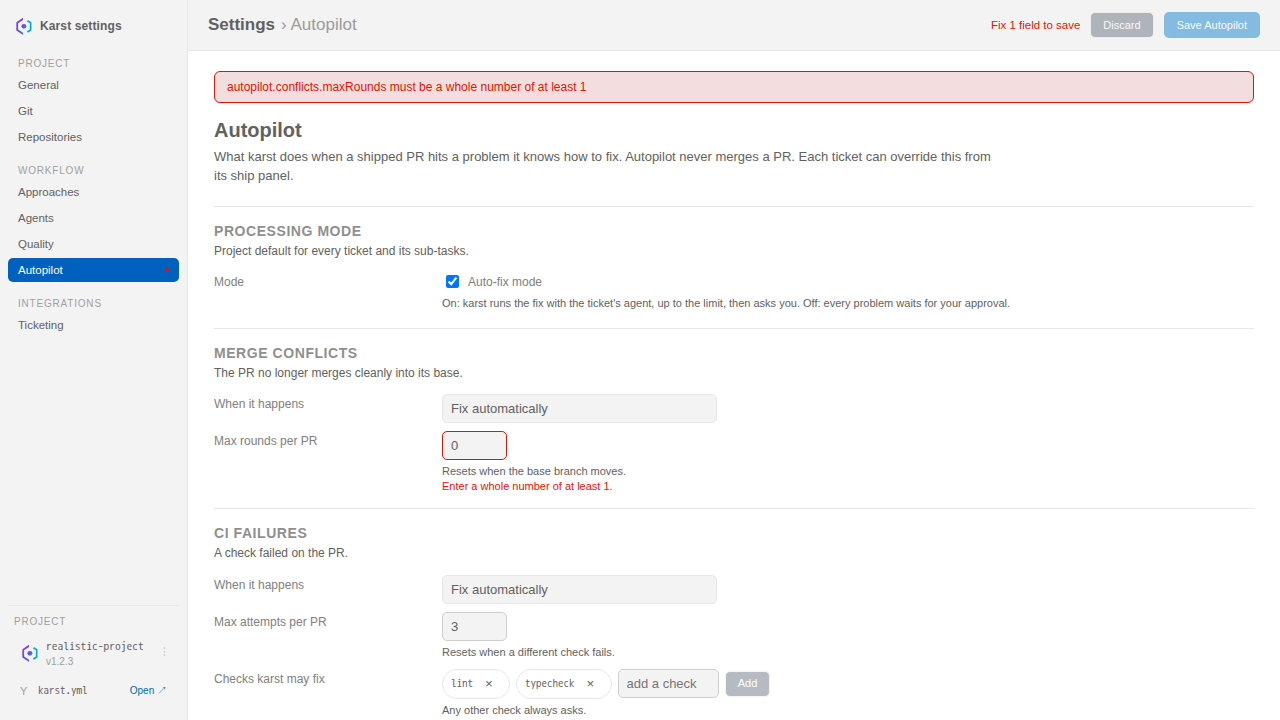 Karst settings
Settings › Autopilot
Fix 1 field to save
Discard
Save Autopilot
PROJECT
General
Git
Repositories
WORKFLOW
Approaches
Agents
Quality
Autopilot
INTEGRATIONS
Ticketing
PROJECT
realistic-project
v1.2.3
karst.yml
Open ↗
autopilot.conflicts.maxRounds must be a whole number of at least 1
Autopilot
What karst does when a shipped PR hits a problem it knows how to fix. Autopilot never merges a PR. Each ticket can override this from
its ship panel.
PROCESSING MODE
Project default for every ticket and its sub-tasks.
Mode
Auto-fix mode
On: karst runs the fix with the ticket's agent, up to the limit, then asks you. Off: every problem waits for your approval.
MERGE CONFLICTS
The PR no longer merges cleanly into its base.
When it happens
Fix automatically
Max rounds per PR
0
Resets when the base branch moves.
Enter a whole number of at least 1.
CI FAILURES
A check failed on the PR.
When it happens
Fix automatically
Max attempts per PR
3
Resets when a different check fails.
Checks karst may fix
lint ×
typecheck ×
add a check
Add
Any other check always asks.